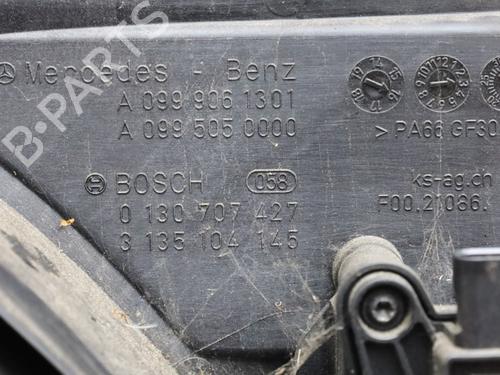 B-PARTS
Mercedes - Benz
A 099 906 1301
A 099 505 0000
> PA66 GF30
BOSCH 058
ks-ag.ch
0 130 707 427
F00.21086.
3 135 104 145